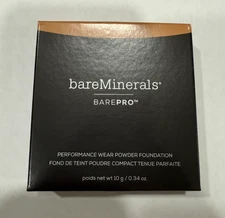 bareMinerals®
BAREPRO™
PERFORMANCE WEAR POWDER FOUNDATION
FOND DE TEINT POUDRE COMPACT TENUE PARFAITE
poids net wt 10 g / 0.34 oz.